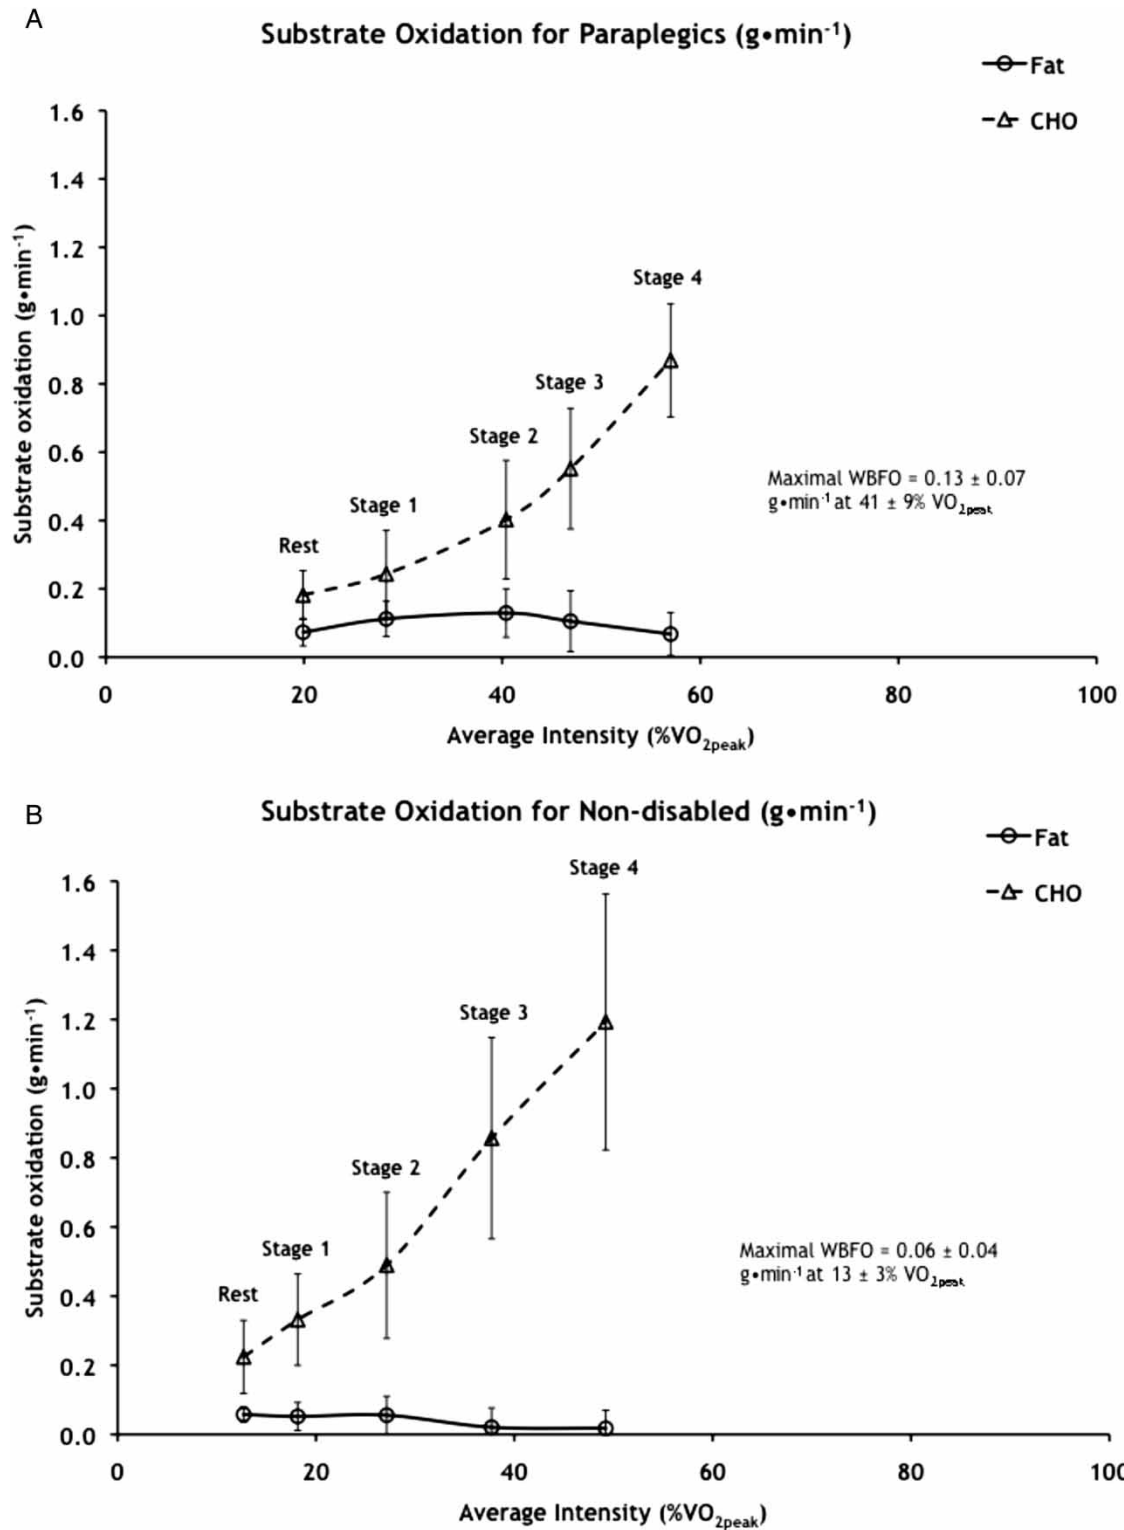 A
Substrate Oxidation for Paraplegics (g•min-1)
Fat
CHO
1.6
1.4
1.2
1.0
0.8
0.6
0.4
0.2
0.0
Substrate oxidation (g•min-1)
Rest
Stage 1
Stage 2
Stage 3
Stage 4
Maximal WBFO = 0.13 ± 0.07
g•min-1 at 41 ± 9% VO2peak
0 20 40 60 80 100
Average Intensity (%VO2peak)
B
Substrate Oxidation for Non-disabled (g•min-1)
Fat
CHO
1.6
1.4
1.2
1.0
0.8
0.6
0.4
0.2
0.0
Substrate oxidation (g•min-1)
Rest
Stage 1
Stage 2
Stage 3
Stage 4
Maximal WBFO = 0.06 ± 0.04
g•min-1 at 13 ± 3% VO2peak
0 20 40 60 80 100
Average Intensity (%VO2peak)